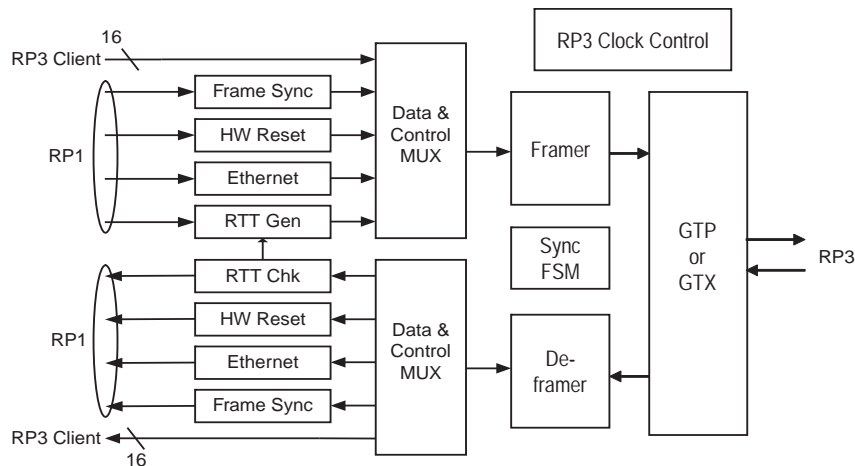 16
RP3 Client
RP3 Clock Control
Frame Sync
HW Reset
Ethernet
RTT Gen
RP1
Data &
Control
MUX
Framer
GTP
or
GTX
RP3
Sync
FSM
RTT Chk
HW Reset
Ethernet
Frame Sync
RP1
Data &
Control
MUX
De-
framer
RP3 Client
16